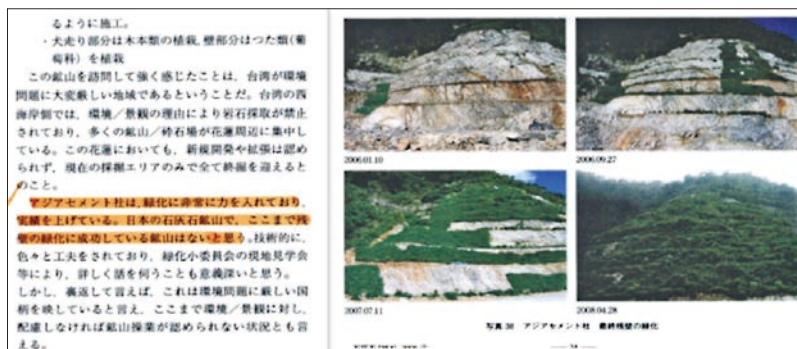 るように施工。
・犬走り部分は木本類の植栽，壁部分はつた類(葡
萄科）を植栽
この鉱山を訪問して強く感じたことは，台湾が環境
問題に大変厳しい地域であるということだ。台湾の西
海岸側では，環境／景観の理由により岩石採取が禁止
されており，多くの鉱山／砕石場が花蓮周辺に集中し
ている。この花蓮においても，新規開発や拡張は認め
られず，現在の採掘エリアのみで全て終掘を迎えると
のこと。
アジアセメント社は，緑化に非常に力を入れており，
実績を上げている。日本の石灰石鉱山で，ここまで残
壁の緑化に成功している鉱山はないと思う。技術的に，
色々と工夫をされており，緑化小委員会の現地見学会
等により，詳しく話を伺うことも意義深いと思う。
しかし，裏返して言えば，これは環境問題に厳しい国
柄を映していると言え，ここまで環境／景観に対し，
配慮しなければ鉱山操業が認められない状況とも言
える。
2006.01.10
2006.09.27
2007.07.11
2008.04.28
写真38 アジアセメント社 最終残壁の緑化